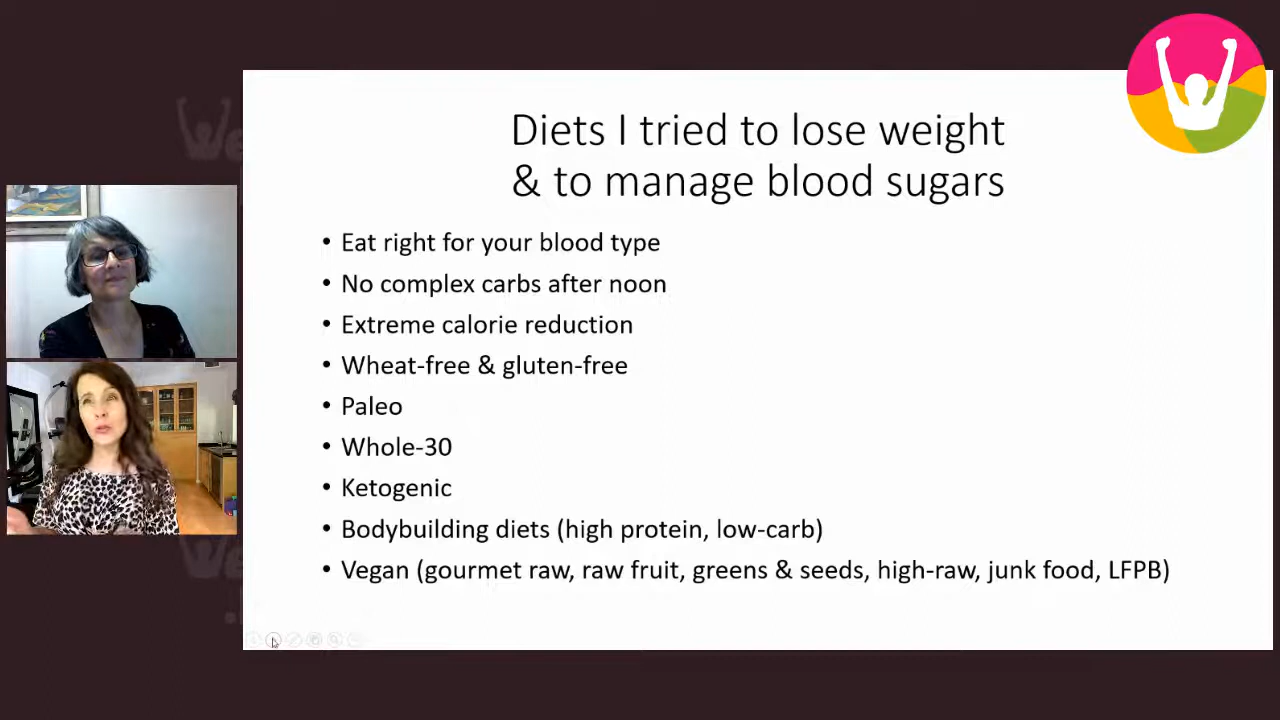 Diets I tried to lose weight
& to manage blood sugars
• Eat right for your blood type
• No complex carbs after noon
• Extreme calorie reduction
• Wheat-free & gluten-free
• Paleo
• Whole-30
• Ketogenic
• Bodybuilding diets (high protein, low-carb)
• Vegan (gourmet raw, raw fruit, greens & seeds, high-raw, junk food, LFPB)